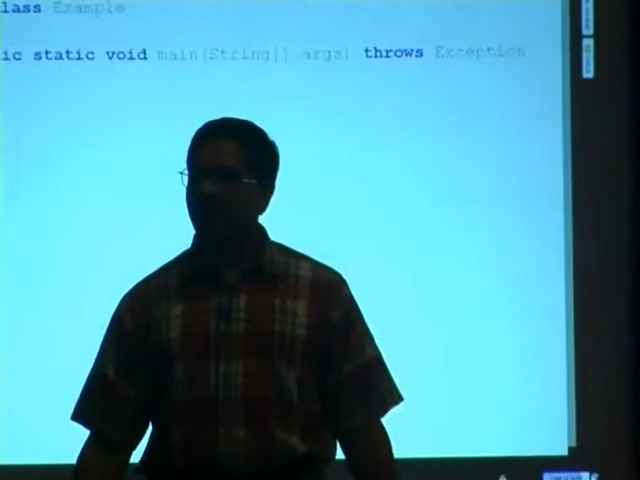 lass Example
ic static void main(String[] args) throws Exception